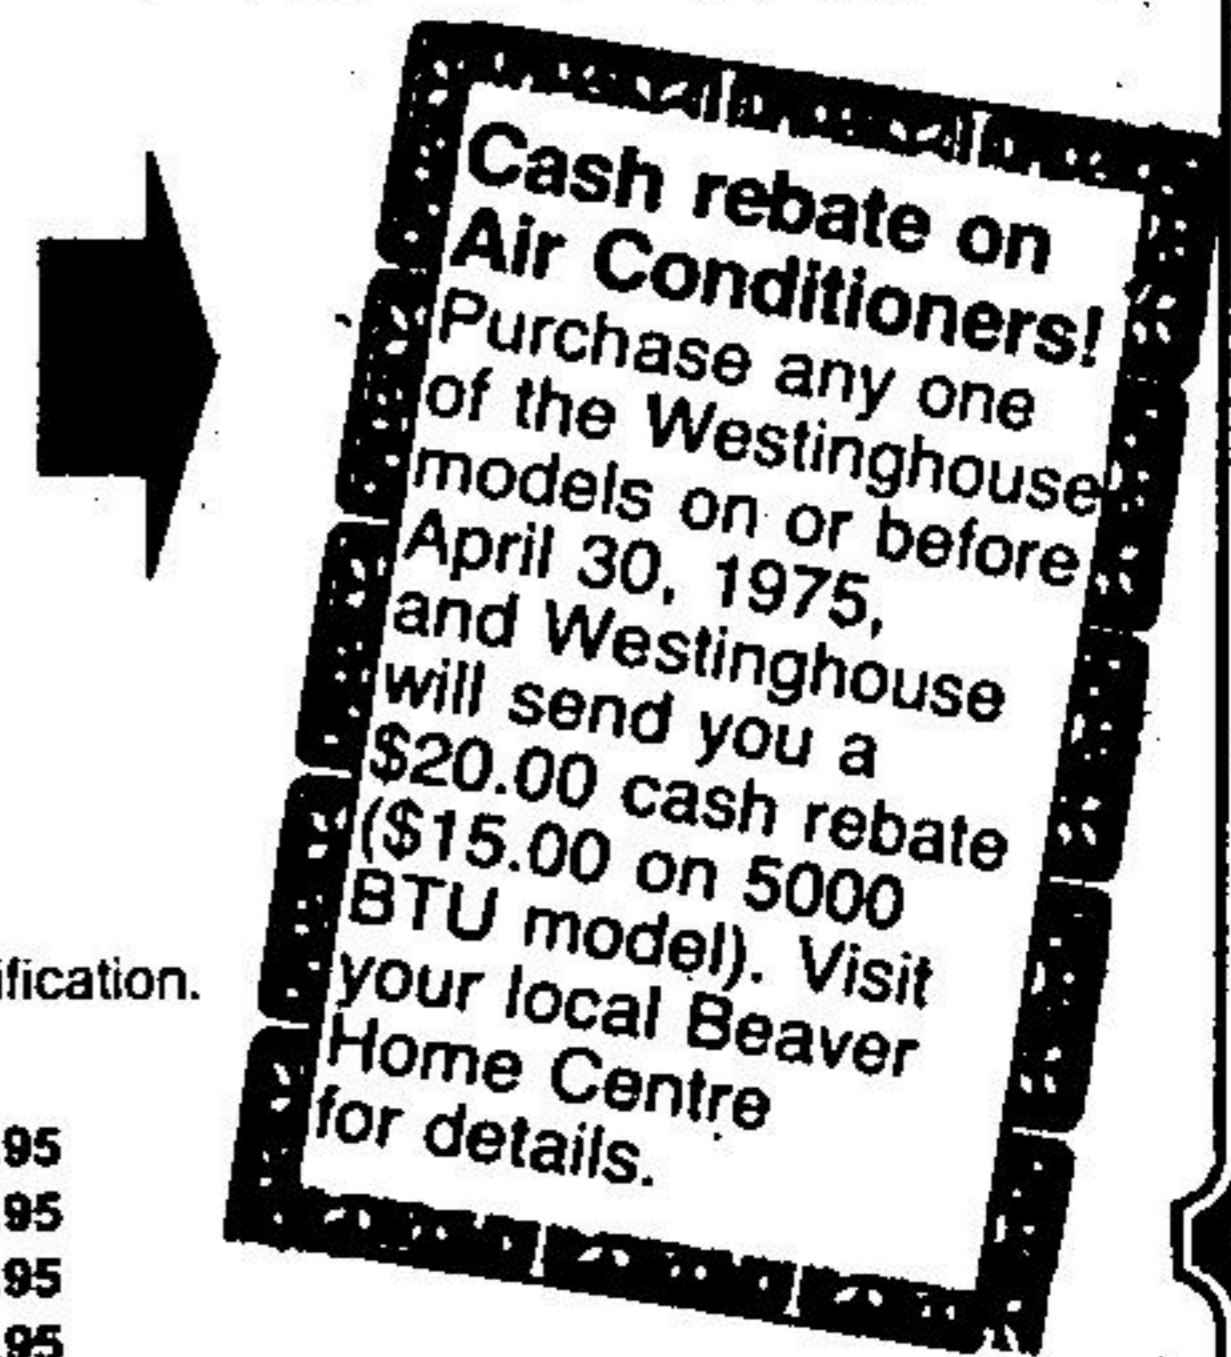 Cash rebate on
Air Conditioners!
Purchase any one
of the Westinghouse
models on or before
April 30, 1975,
and Westinghouse
will send you a
$20.00 cash rebate
($15.00 on 5000
BTU model). Visit
your local Beaver
Home Centre
for details.
ification.
95
95
95
95